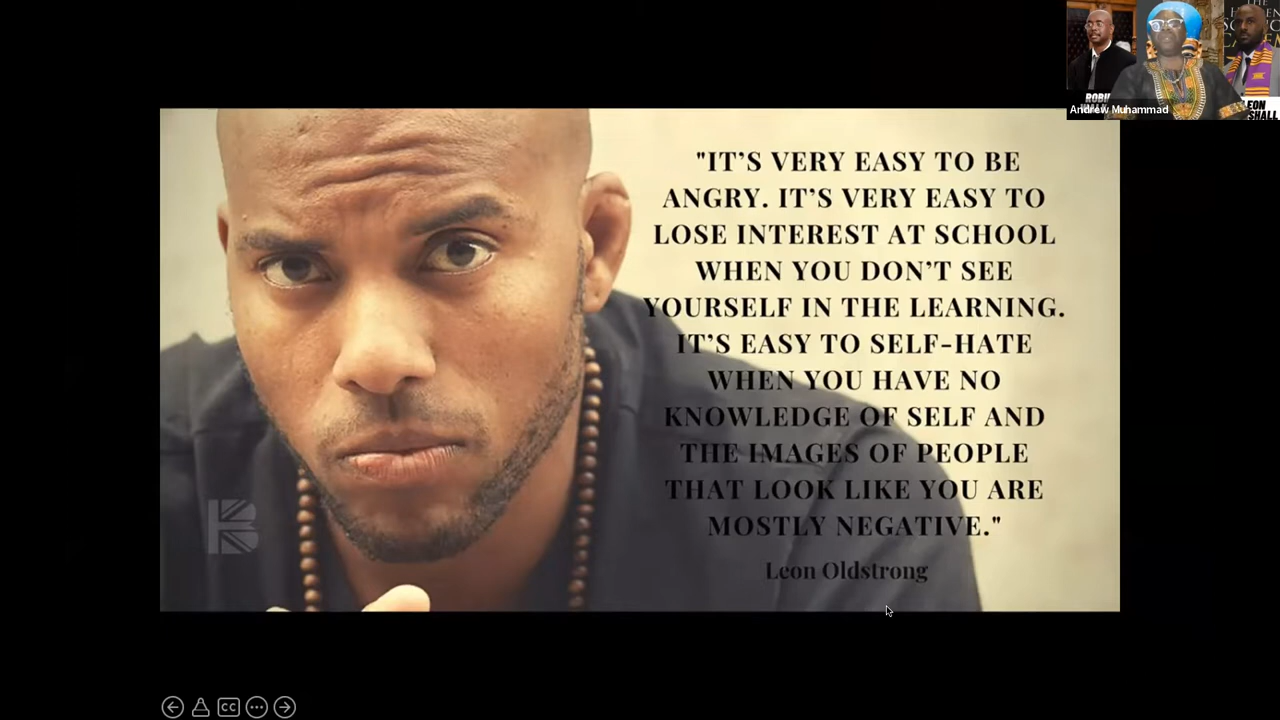 THE
Andrew Muhammad
"IT’S VERY EASY TO BE
ANGRY. IT’S VERY EASY TO
LOSE INTEREST AT SCHOOL
WHEN YOU DON’T SEE
YOURSELF IN THE LEARNING.
IT’S EASY TO SELF-HATE
WHEN YOU HAVE NO
KNOWLEDGE OF SELF AND
THE IMAGES OF PEOPLE
THAT LOOK LIKE YOU ARE
MOSTLY NEGATIVE."
Leon Oldstrong
B
CC